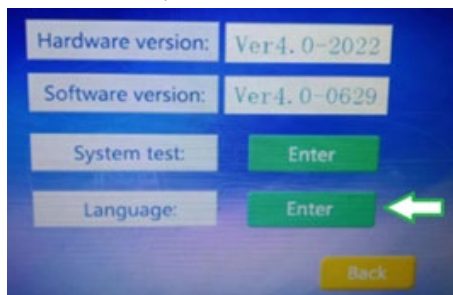 Hardware version: Ver4.0-2022
Software version: Ver4.0-0629
System test: Enter
Language: Enter
Back